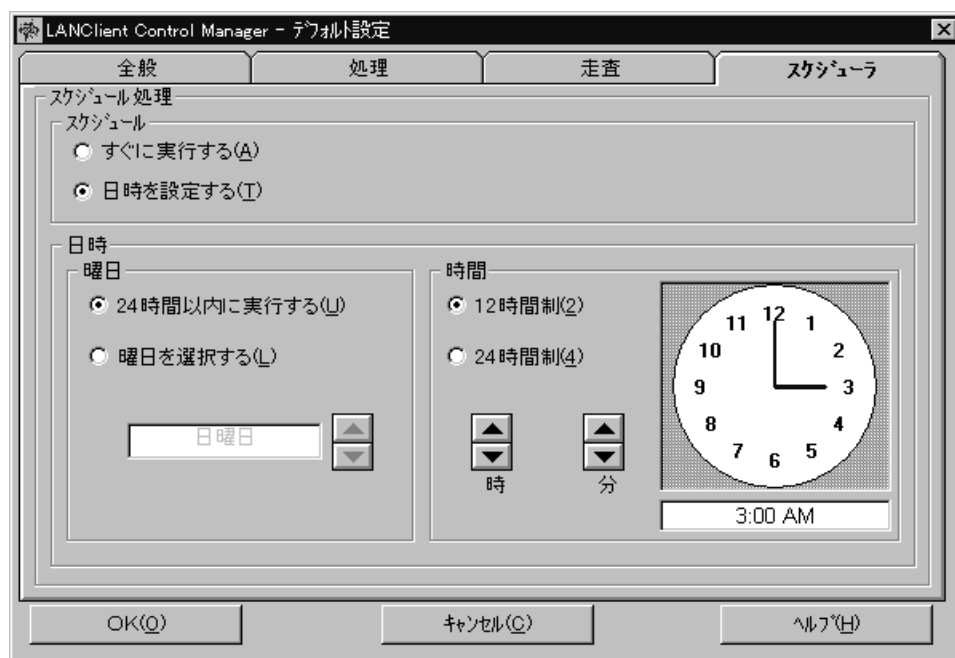 LANClient Control Manager - ﾃﾞﾌｫﾙﾄ設定
全般 処理 走査 ｽｹｼﾞｭｰﾗ
ｽｹｼﾞｭｰﾙ処理
ｽｹｼﾞｭｰﾙ
すぐに実行する(A)
日時を設定する(T)
日時
曜日
24時間以内に実行する(U)
曜日を選択する(L)
日曜日
時間
12時間制(2)
24時間制(4)
時 分
12
11 1
10 2
9 3
8 4
7 5
6
3:00 AM
OK(O) ｷｬﾝｾﾙ(C) ﾍﾙﾌﾟ(H)